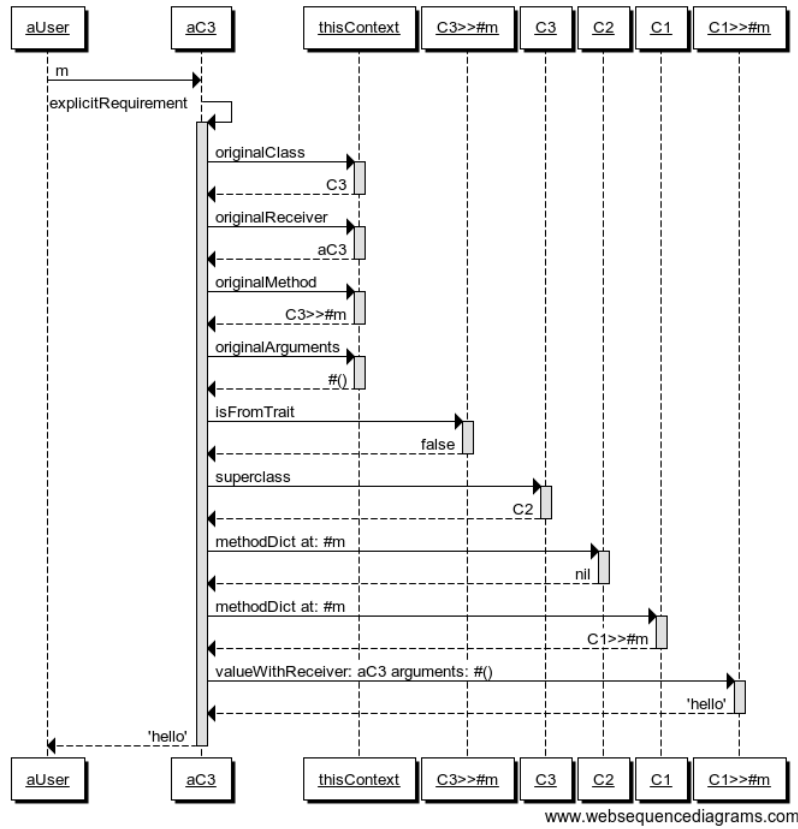 aUser aC3 thisContext C3>>#m C3 C2 C1 C1>>#m
m
explicitRequirement
originalClass
C3
originalReceiver
aC3
originalMethod
C3>>#m
originalArguments
#()
isFromTrait
false
superclass
C2
methodDict at: #m
nil
methodDict at: #m
C1>>#m
valueWithReceiver: aC3 arguments: #()
'hello'
'hello'
aUser aC3 thisContext C3>>#m C3 C2 C1 C1>>#m
www.websequencediagrams.com